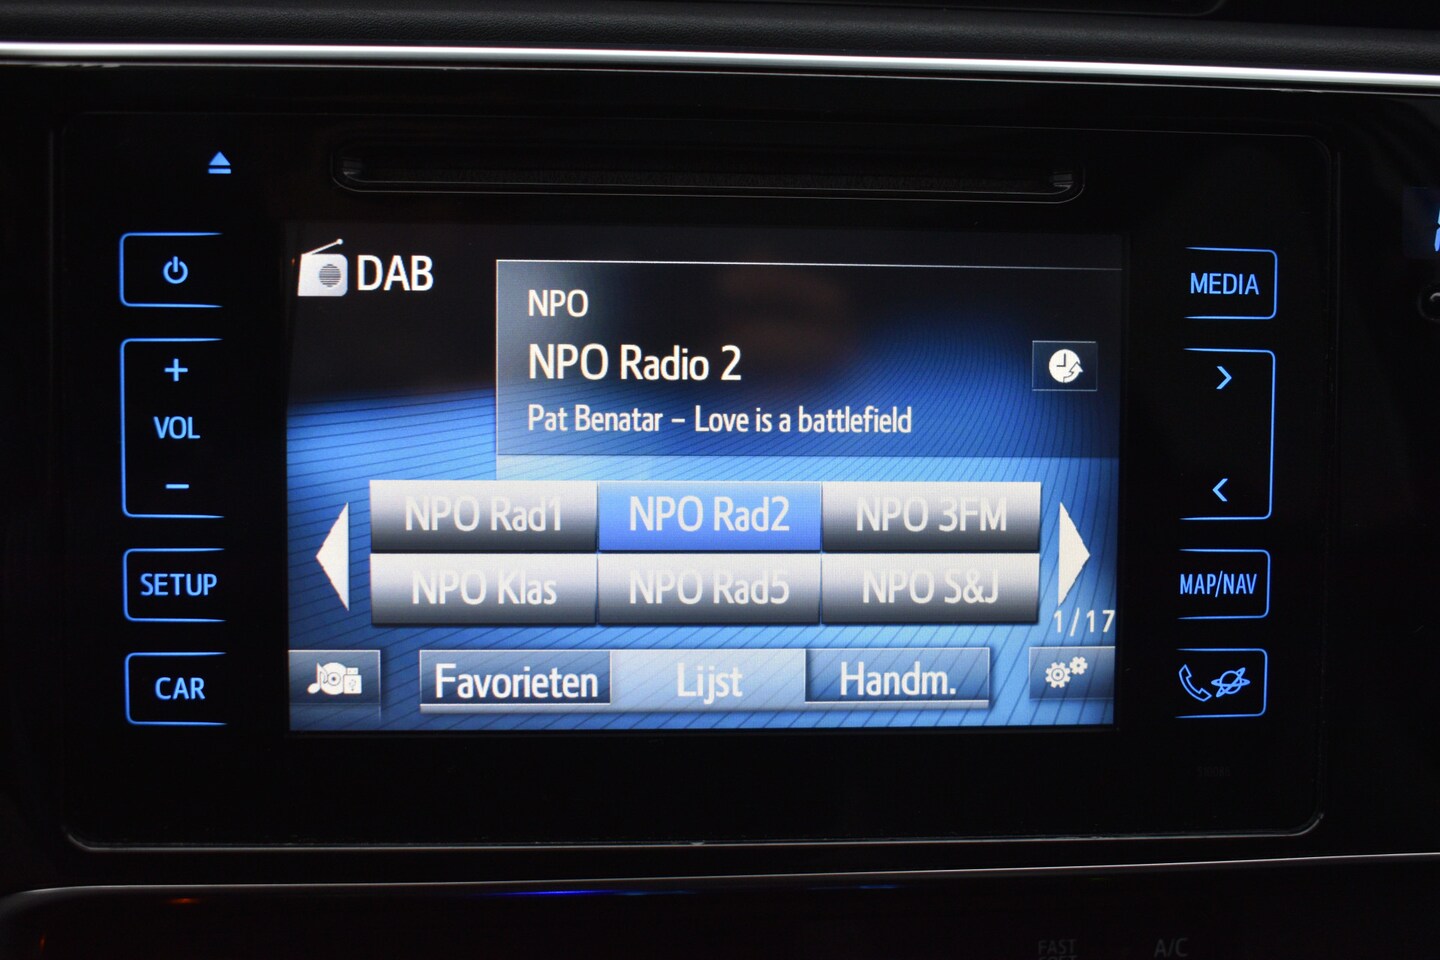 DAB
NPO
NPO Radio 2
Pat Benatar – Love is a battlefield
NPO Rad1 NPO Rad2 NPO 3FM
NPO Klas NPO Rad5 NPO S&J
1/17
Favorieten Lijst Handm.
+
VOL
−
SETUP
CAR
MEDIA
>
<
MAP/NAV
FAST
A/C